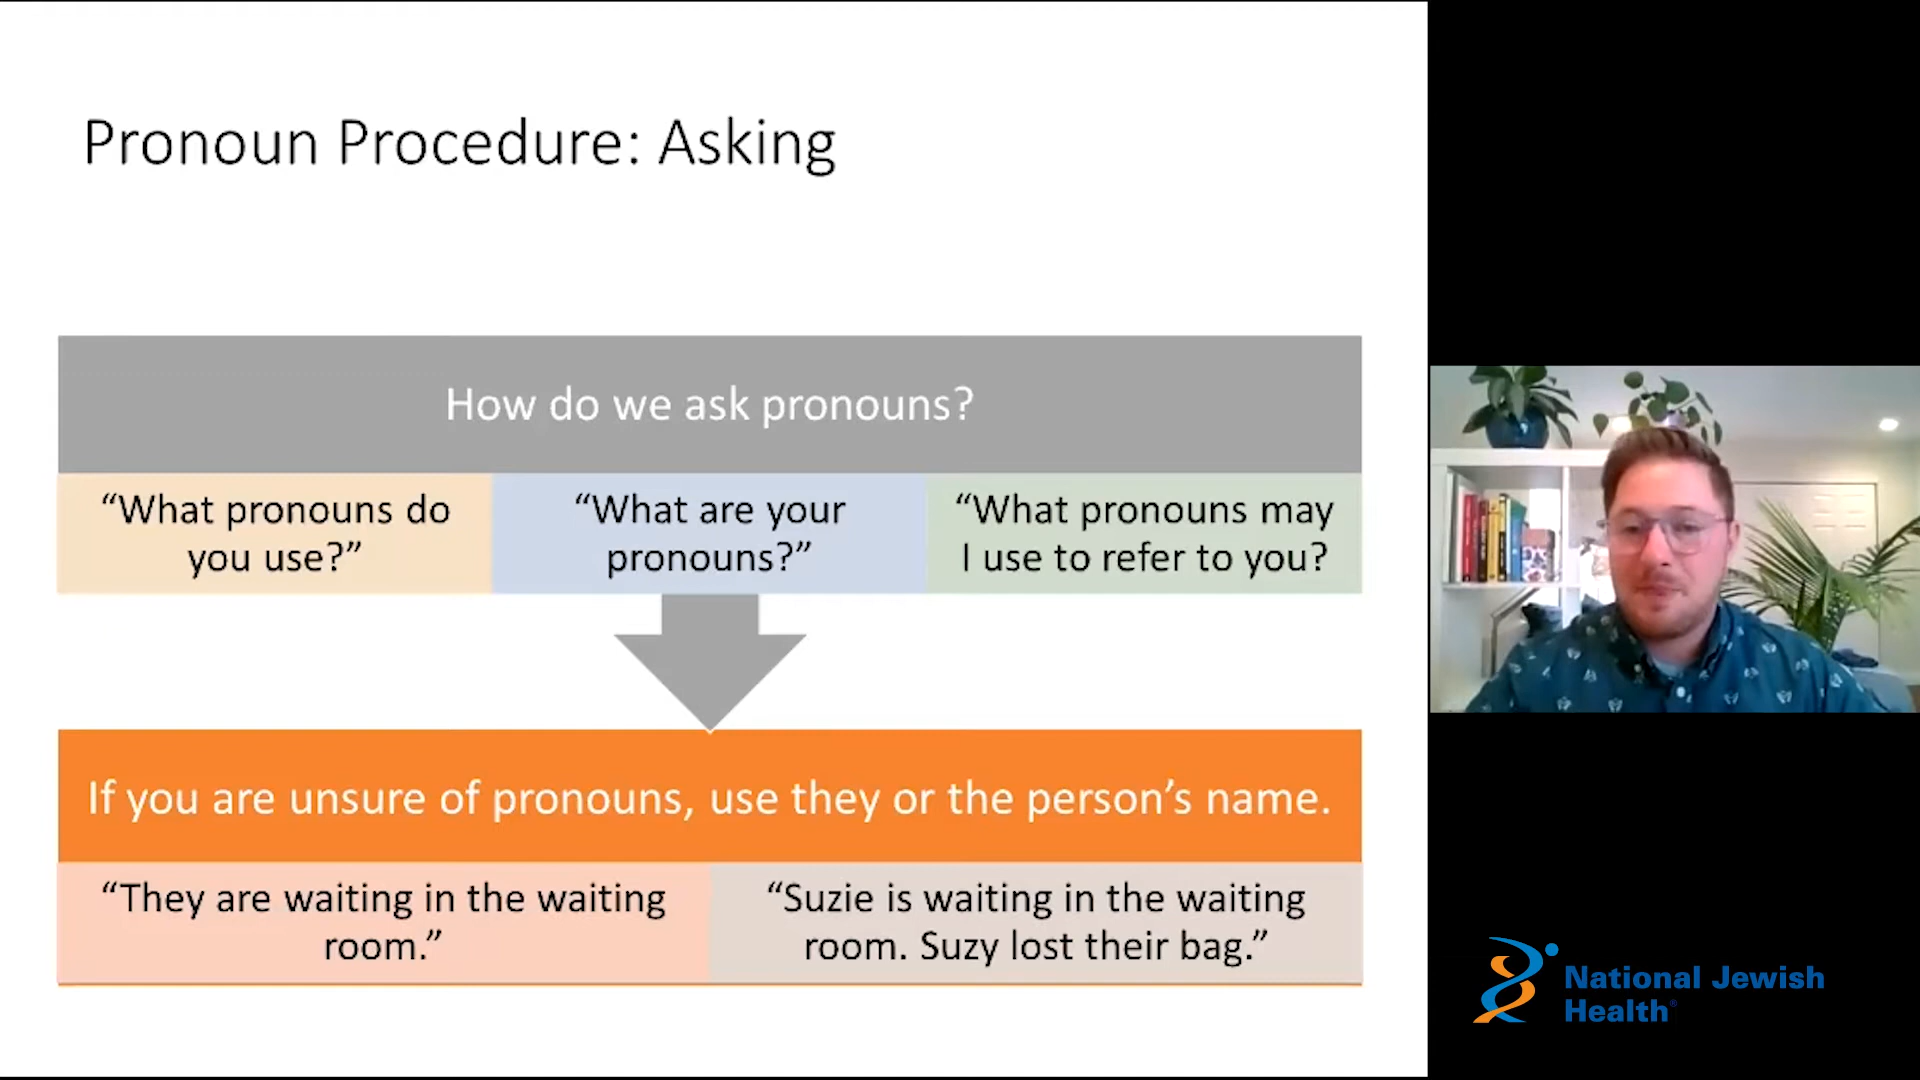 Pronoun Procedure: Asking
How do we ask pronouns?
“What pronouns do
you use?”
“What are your
pronouns?”
“What pronouns may
I use to refer to you?
If you are unsure of pronouns, use they or the person’s name.
“They are waiting in the waiting
room.”
“Suzie is waiting in the waiting
room. Suzy lost their bag.”
National Jewish
Health®